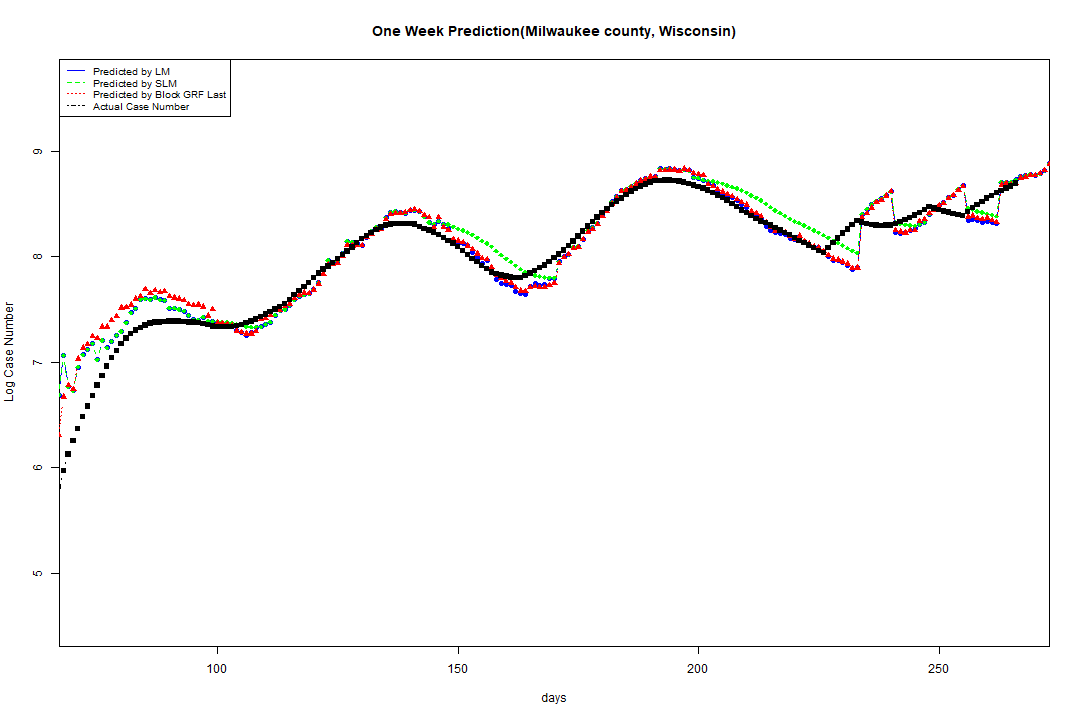 One Week Prediction(Milwaukee county, Wisconsin)
Predicted by LM
Predicted by SLM
Predicted by Block GRF Last
Actual Case Number
9
8
7
6
5
Log Case Number
100 150 200 250
days